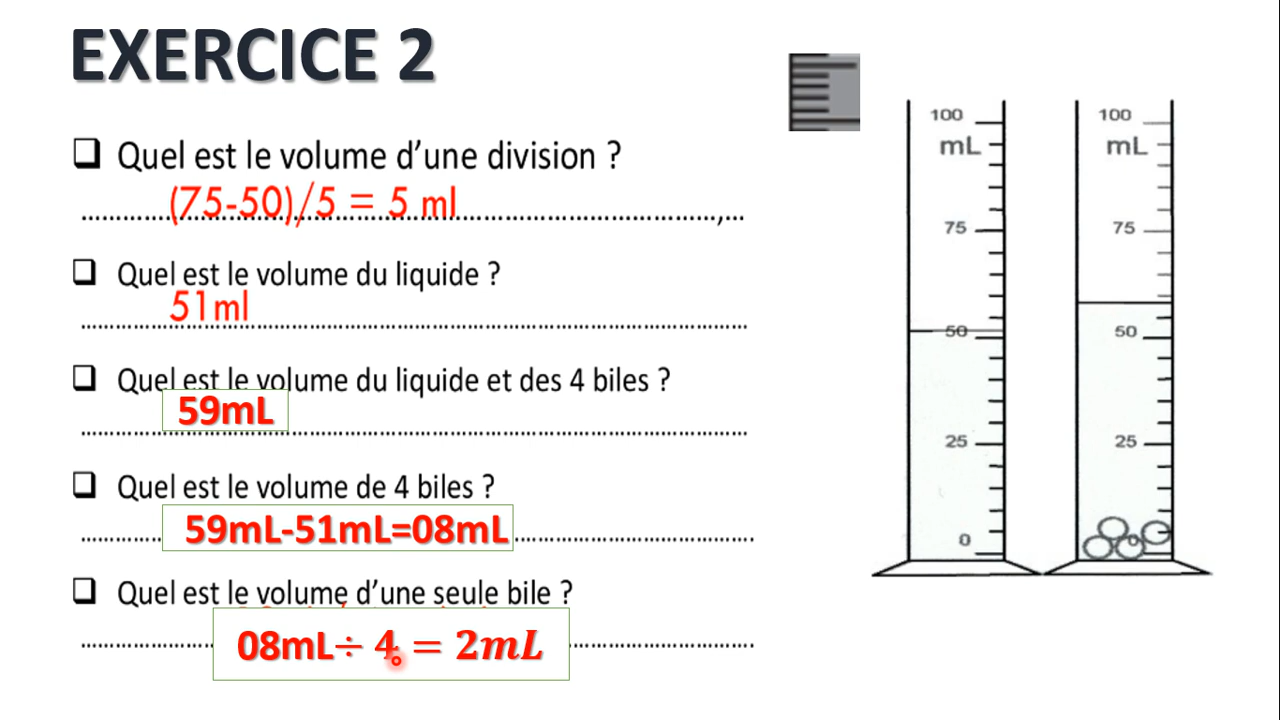 EXERCICE 2
❑ Quel est le volume d’une division ?
(75-50)/5 = 5 ml
❑ Quel est le volume du liquide ?
51ml
❑ Quel est le volume du liquide et des 4 biles ?
59mL
❑ Quel est le volume de 4 biles ?
59mL-51mL=08mL
❑ Quel est le volume d’une seule bile ?
08mL÷ 4 = 2mL
100
mL
75
50
25
0
100
mL
75
50
25
0